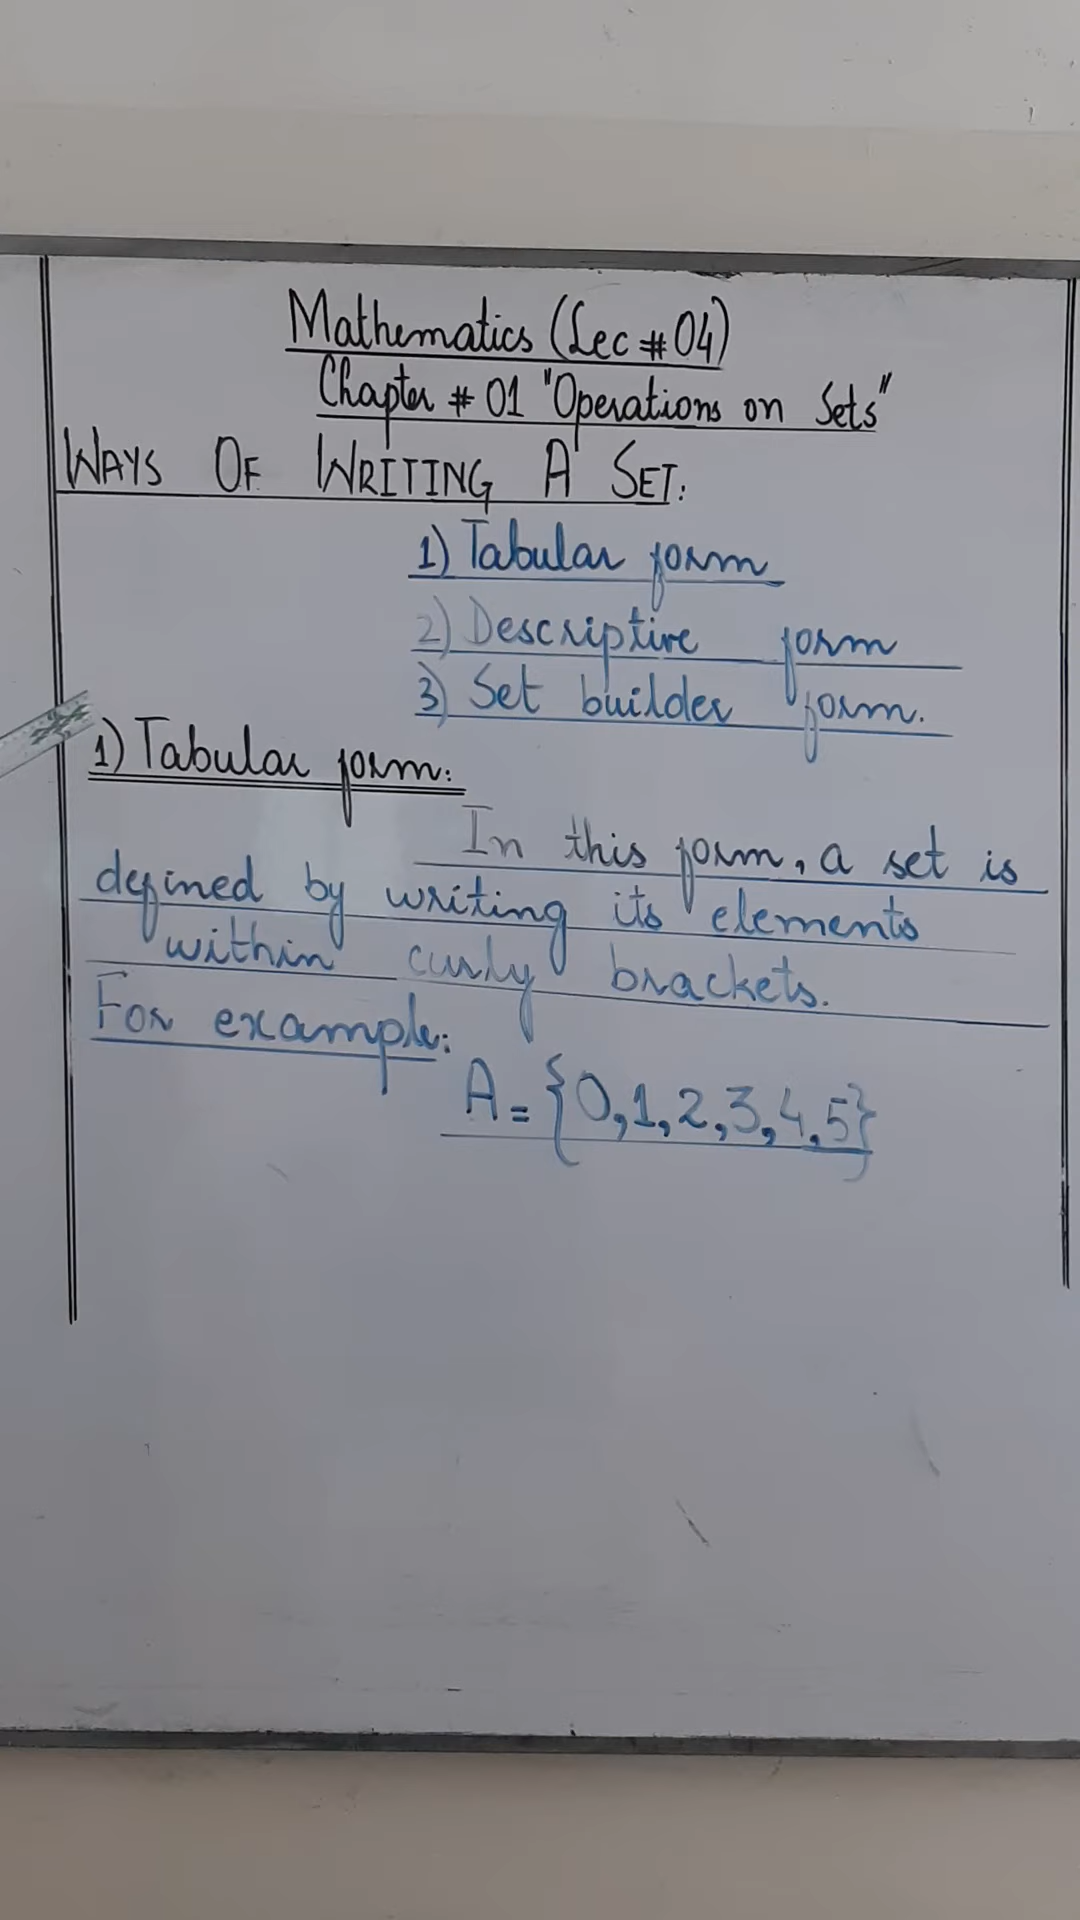 Mathematics (Lec # 04)
Chapter # 01 "Operations on Sets"
WAYS OF WRITING A SET:
1) Tabular form
2) Descriptive form
3) Set builder form.
1) Tabular form:
In this form, a set is
defined by writing its elements
within curly brackets.
For example:
A = {0,1,2,3,4,5}